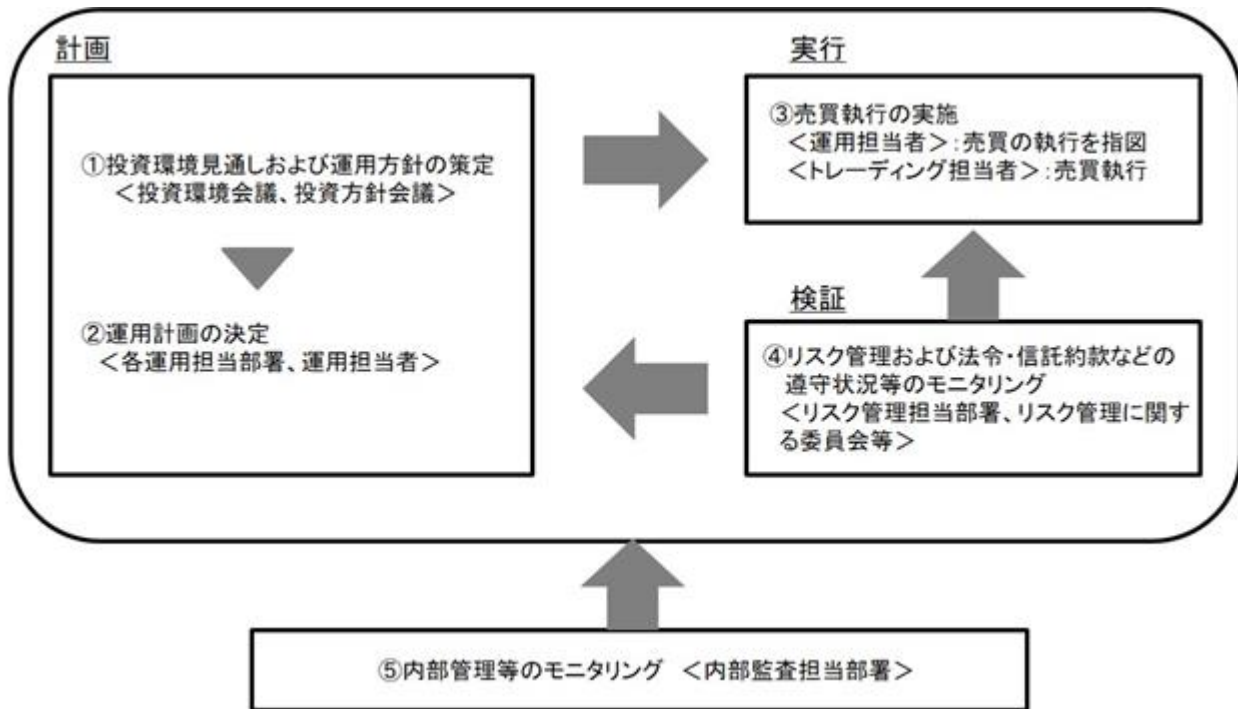 計画
①投資環境見通しおよび運用方針の策定
＜投資環境会議、投資方針会議＞
②運用計画の決定
＜各運用担当部署、運用担当者＞
実行
③売買執行の実施
＜運用担当者＞：売買の執行を指図
＜トレーディング担当者＞：売買執行
検証
④リスク管理および法令・信託約款などの
遵守状況等のモニタリング
＜リスク管理担当部署、リスク管理に関す
る委員会等＞
⑤内部管理等のモニタリング ＜内部監査担当部署＞